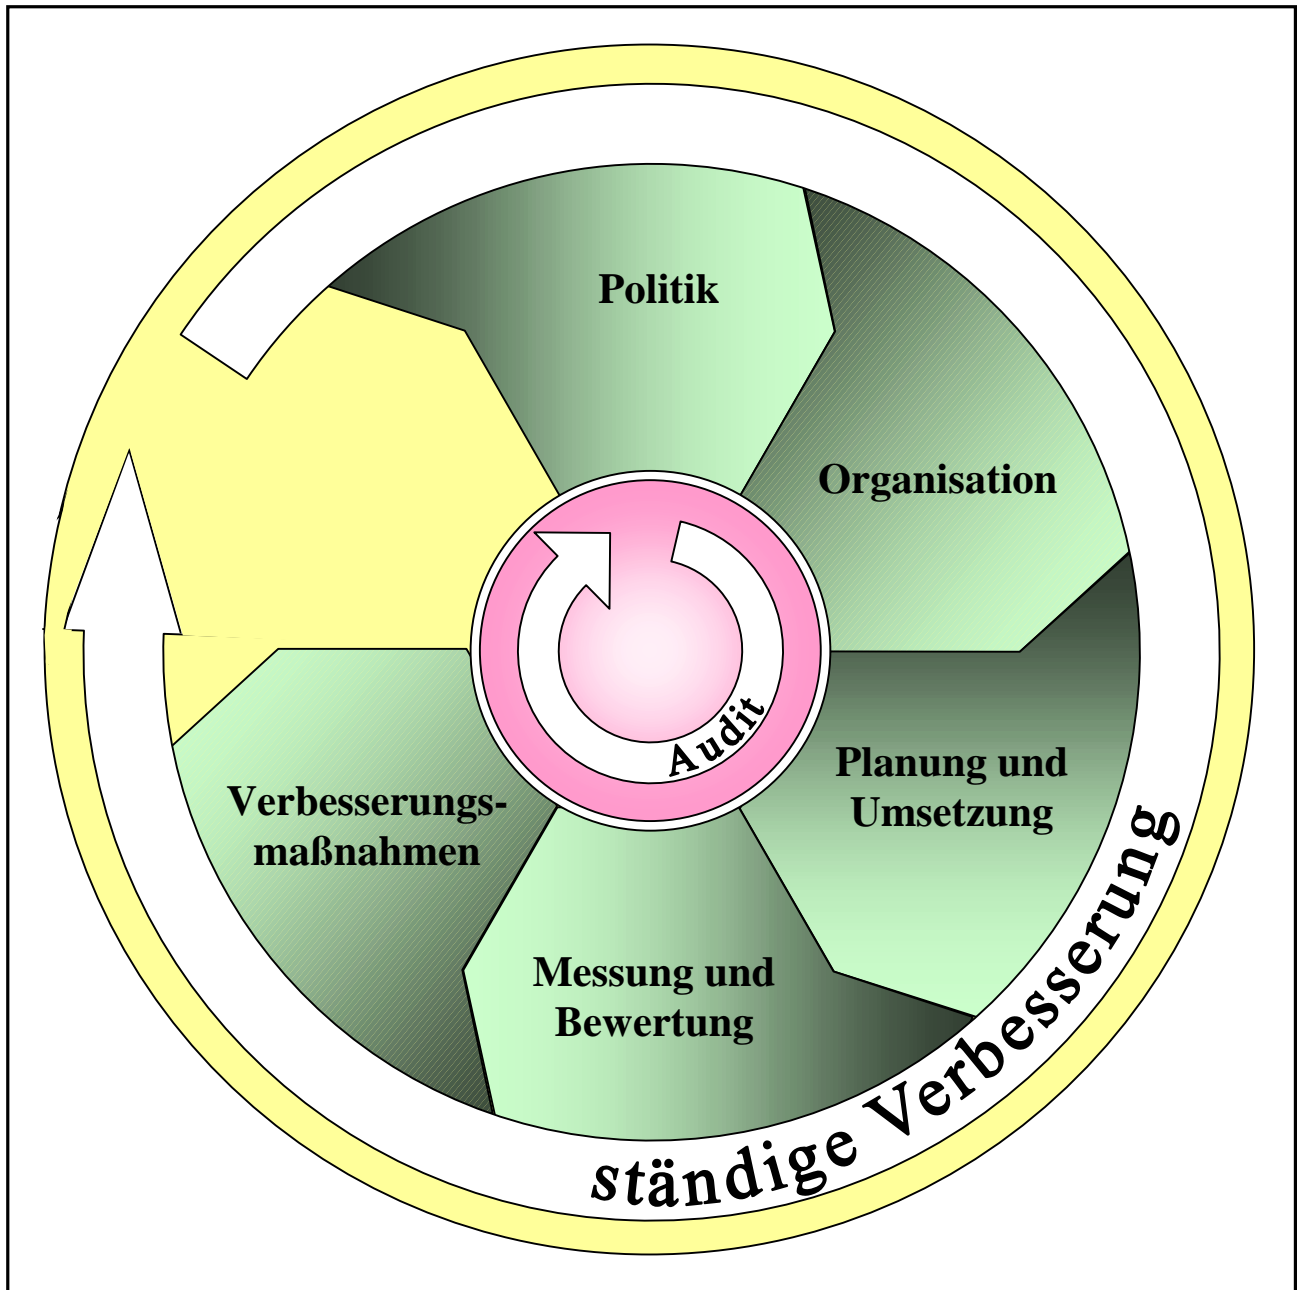 Politik
Organisation
Planung und
Umsetzung
Messung und
Bewertung
Verbesserungs-
maßnahmen
Audit
ständige Verbesserung